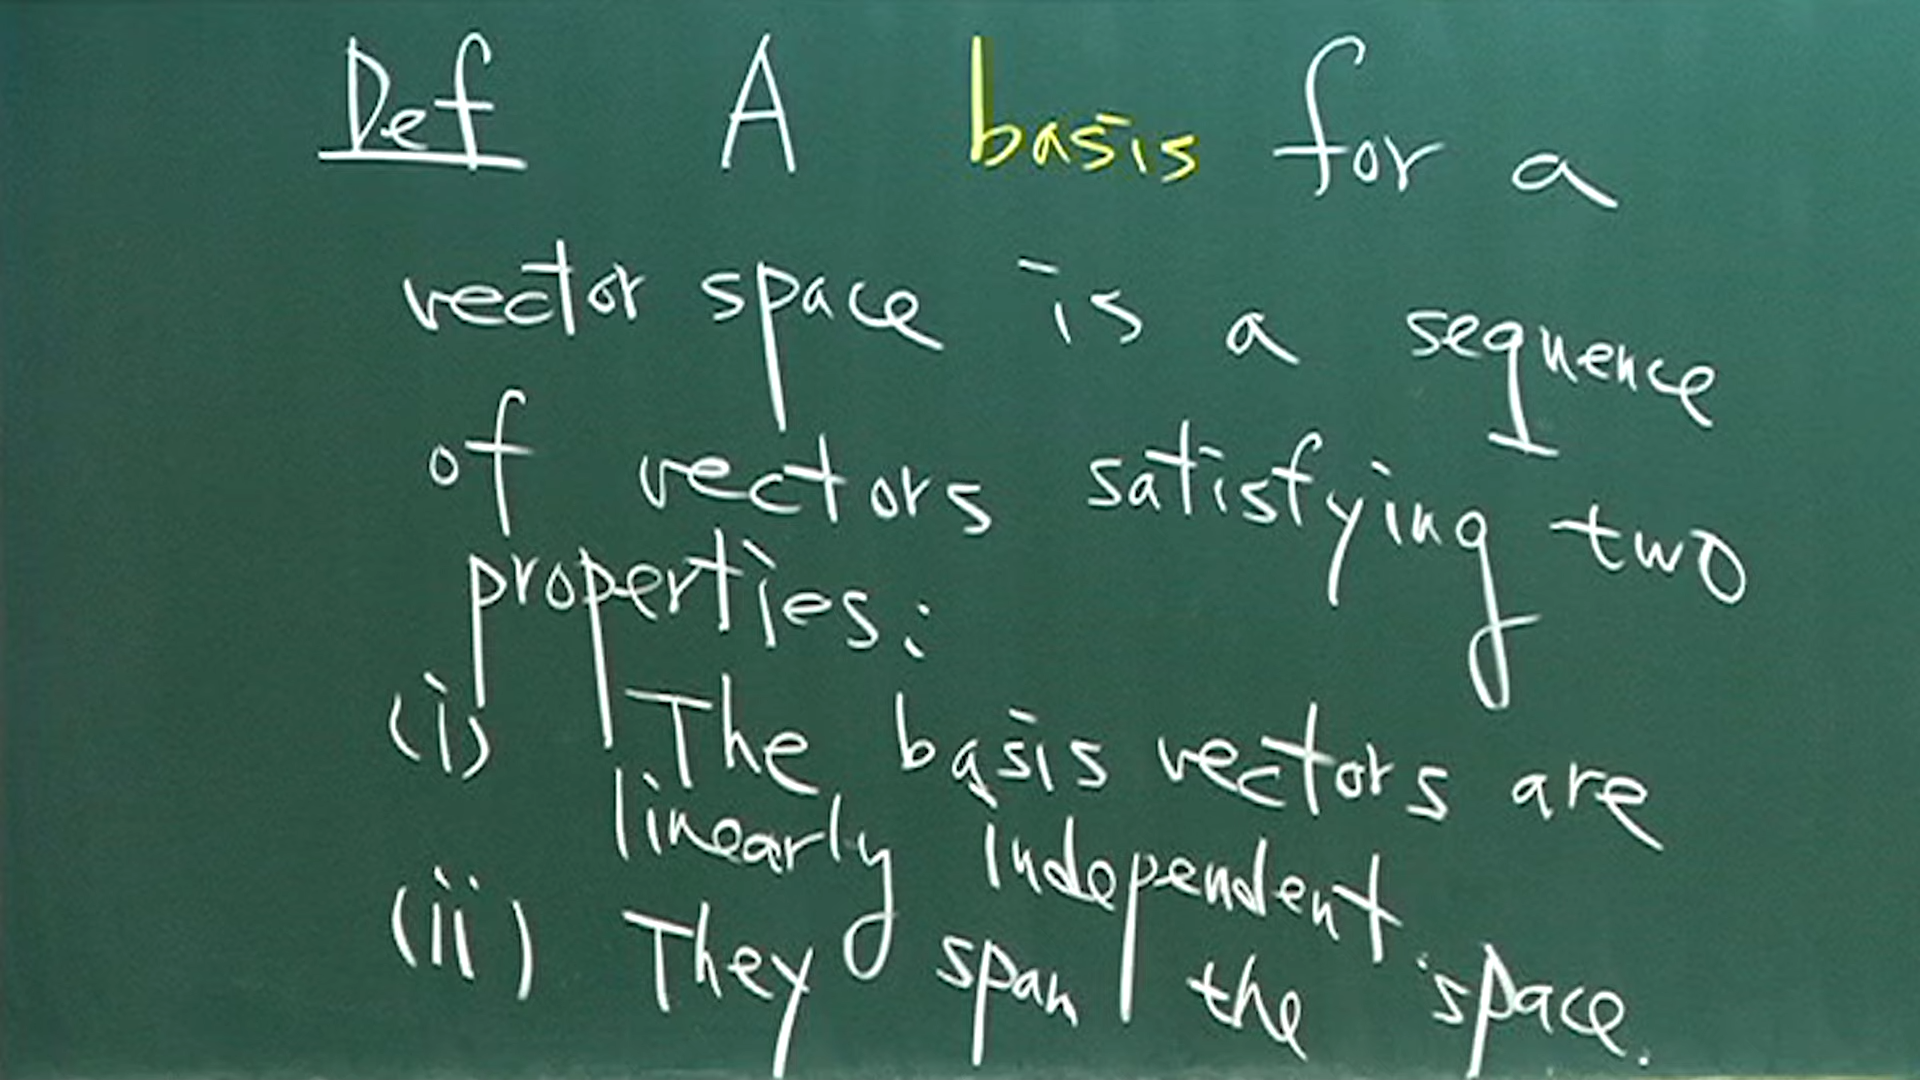 Def A basis for a
vector space is a sequence
of vectors satisfying two
properties:
(i) The basis vectors are
linearly independent.
(ii) They span the space.